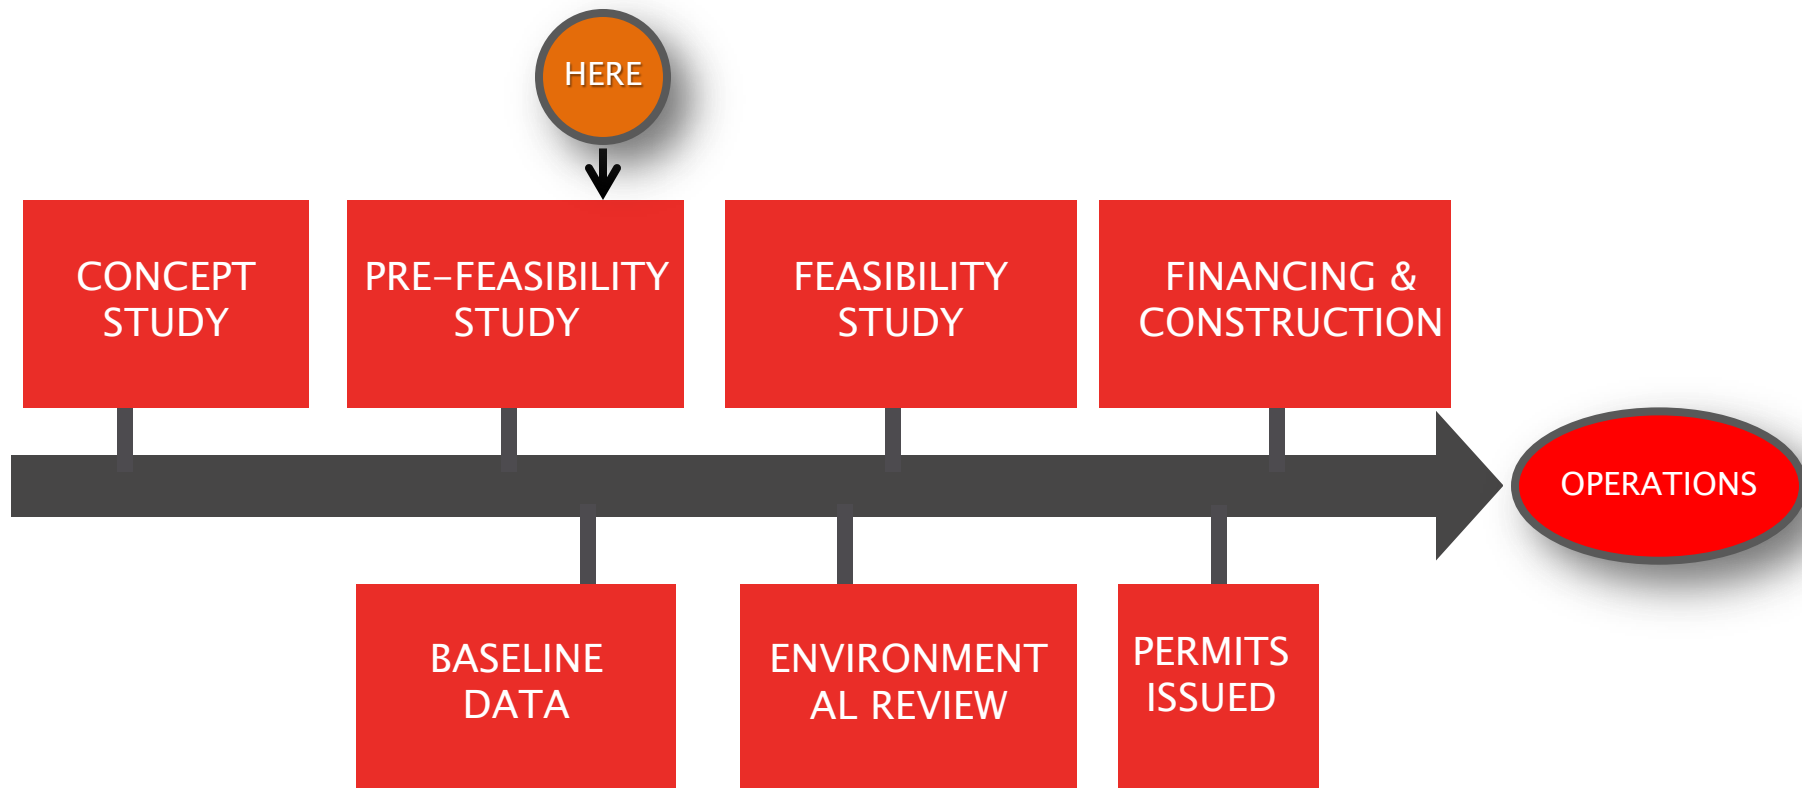 HERE
CONCEPT
STUDY
PRE-FEASIBILITY
STUDY
FEASIBILITY
STUDY
FINANCING &
CONSTRUCTION
OPERATIONS
BASELINE
DATA
ENVIRONMENT
AL REVIEW
PERMITS
ISSUED